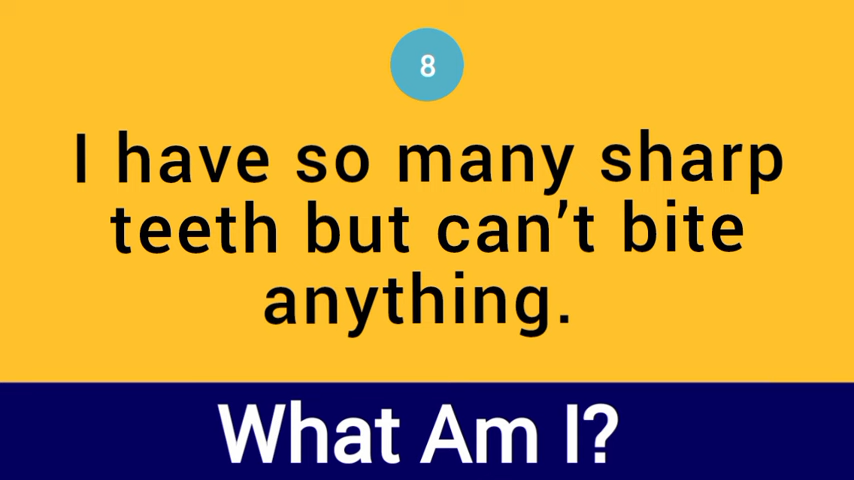 8
I have so many sharp
teeth but can’t bite
anything.
What Am I?